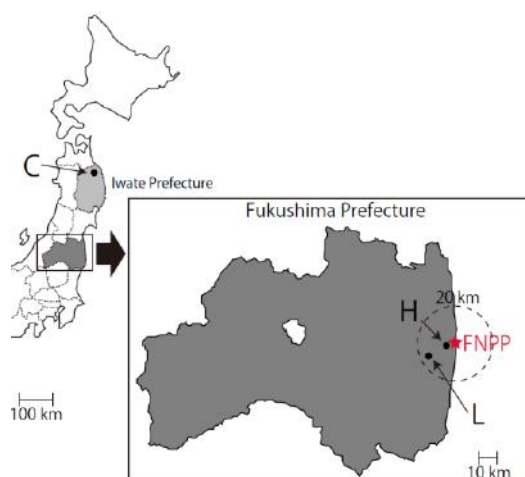 C
Iwate Prefecture
Fukushima Prefecture
20 km
H
FNPP
L
100 km
10 km